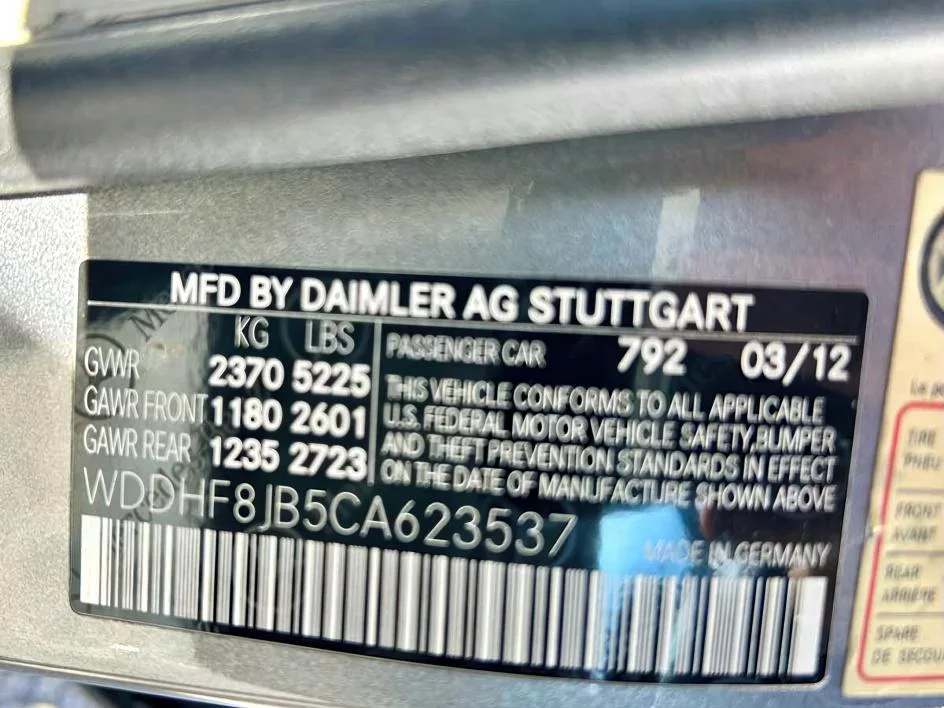 MFD BY DAIMLER AG STUTTGART
KG LBS
GVWR 2370 5225
GAWR FRONT 1180 2601
GAWR REAR 1235 2723
PASSENGER CAR 792 03/12
THIS VEHICLE CONFORMS TO ALL APPLICABLE
U.S. FEDERAL MOTOR VEHICLE SAFETY, BUMPER
AND THEFT PREVENTION STANDARDS IN EFFECT
ON THE DATE OF MANUFACTURE SHOWN ABOVE
WDDHF8JB5CA623537
MADE IN GERMANY
TIRE
PNEU
FRONT
AVANT
REAR
ARRIÈRE
SPARE
DE SECOU